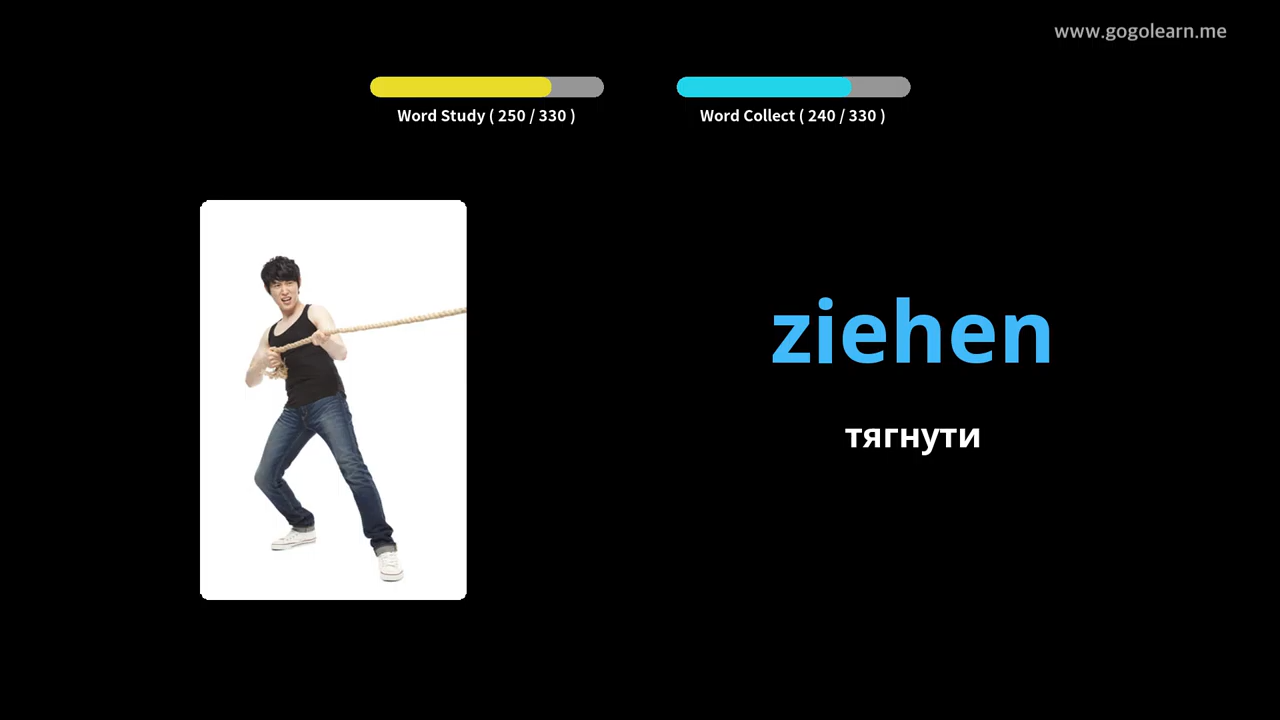 www.gogolearn.me
Word Study ( 250 / 330 )
Word Collect ( 240 / 330 )
ziehen
тягнути